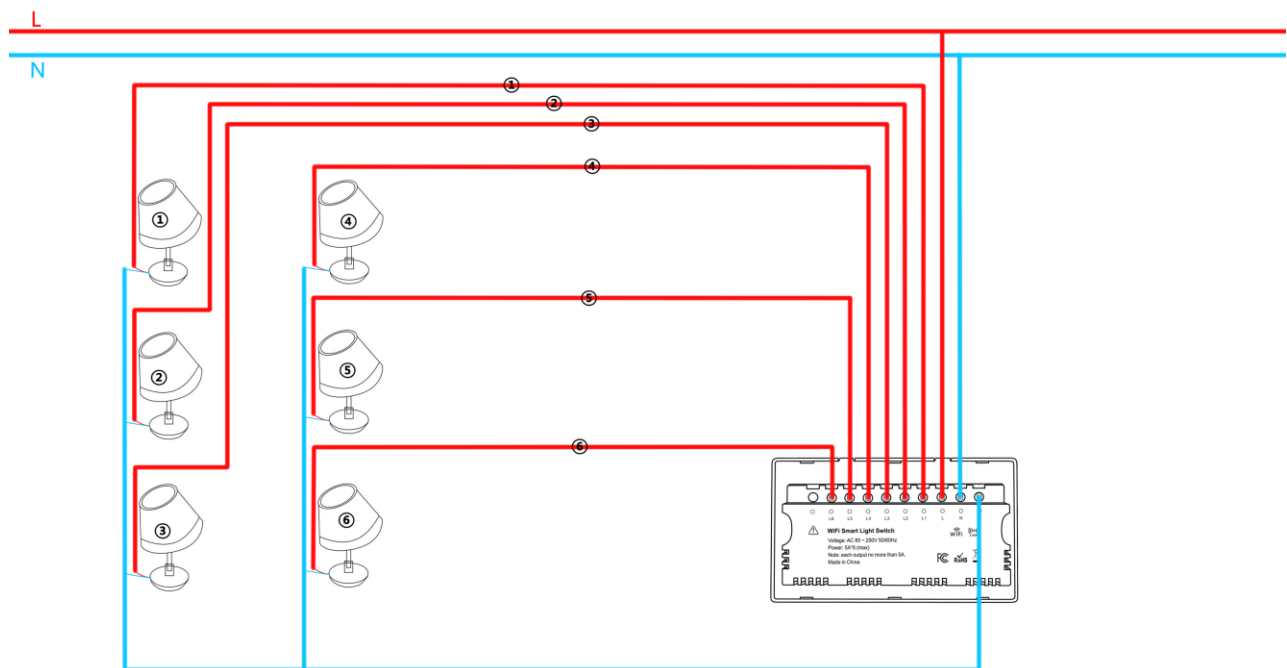 L
N
①
②
③
④
①
④
⑤
②
⑤
⑥
③
⑥
L6 L5 L4 L3 L2 L1 L N
WiFi Smart Light Switch
Voltage: AC 85 ~ 250V 50/60Hz
Power: 5A*6 (max)
Note: each output no more than 5A.
Made in China
WiFi
FC RoHS